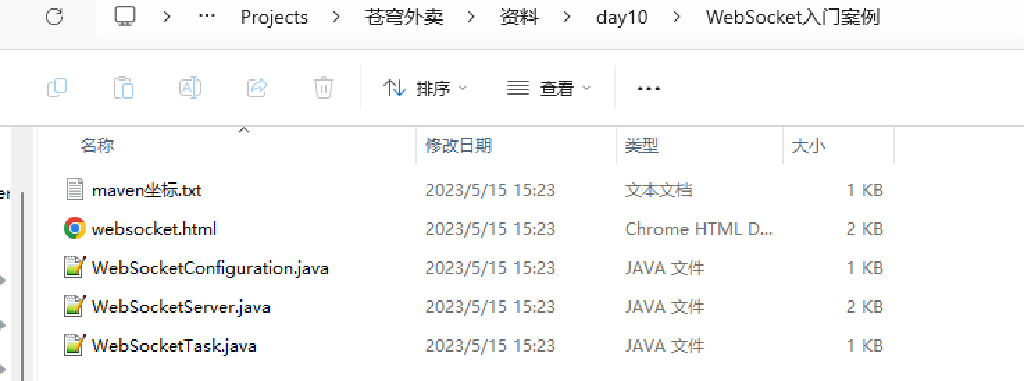 Projects > 苍穹外卖 > 资料 > day10 > WebSocket入门案例
排序 查看
名称 修改日期 类型 大小
maven坐标.txt 2023/5/15 15:23 文本文档 1 KB
websocket.html 2023/5/15 15:23 Chrome HTML D... 2 KB
WebSocketConfiguration.java 2023/5/15 15:23 JAVA 文件 1 KB
WebSocketServer.java 2023/5/15 15:23 JAVA 文件 2 KB
WebSocketTask.java 2023/5/15 15:23 JAVA 文件 1 KB